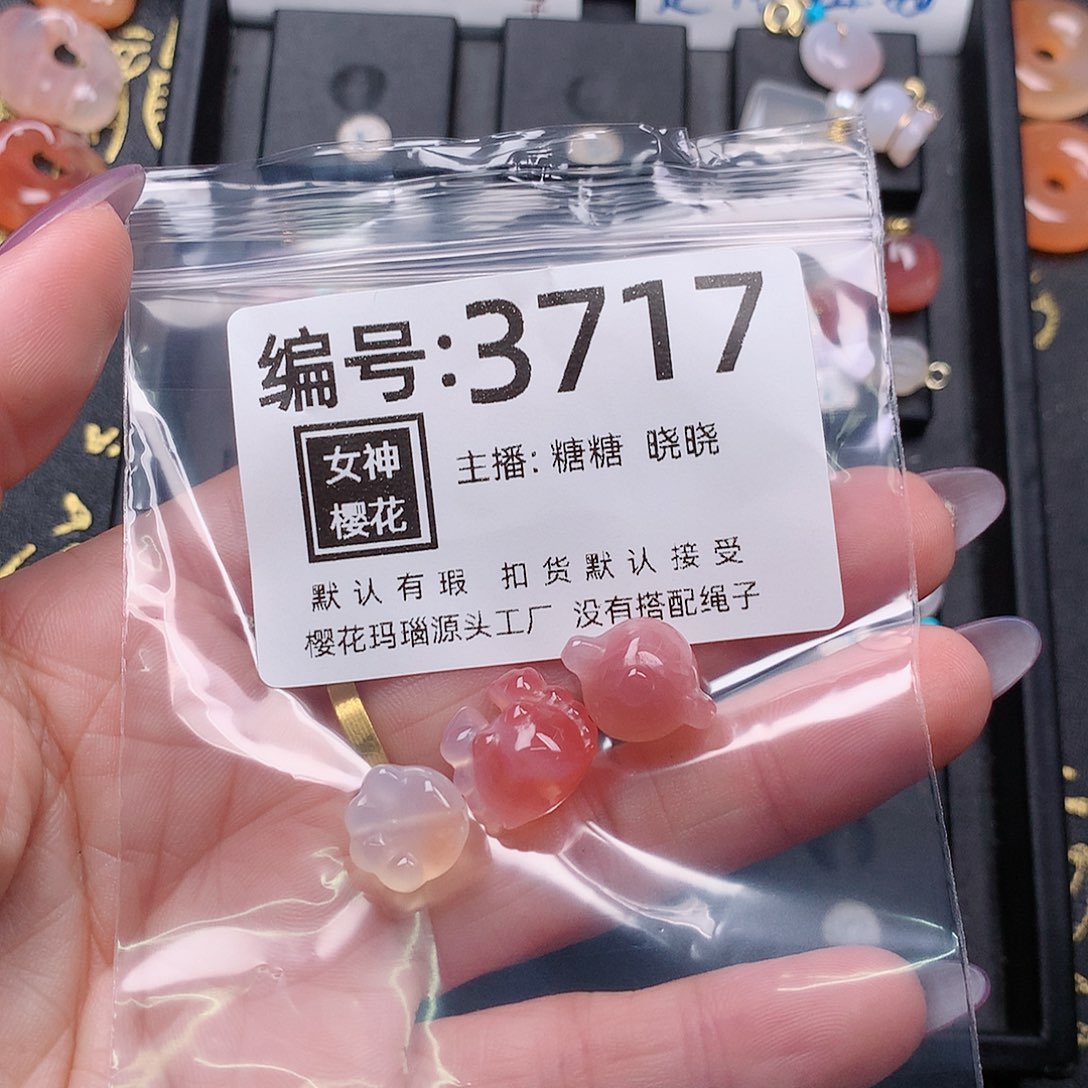 编号:3717
女神
樱花
主播: 糖糖 晓晓
默认有瑕 扣货默认接受
樱花玛瑙源头工厂 没有搭配绳子